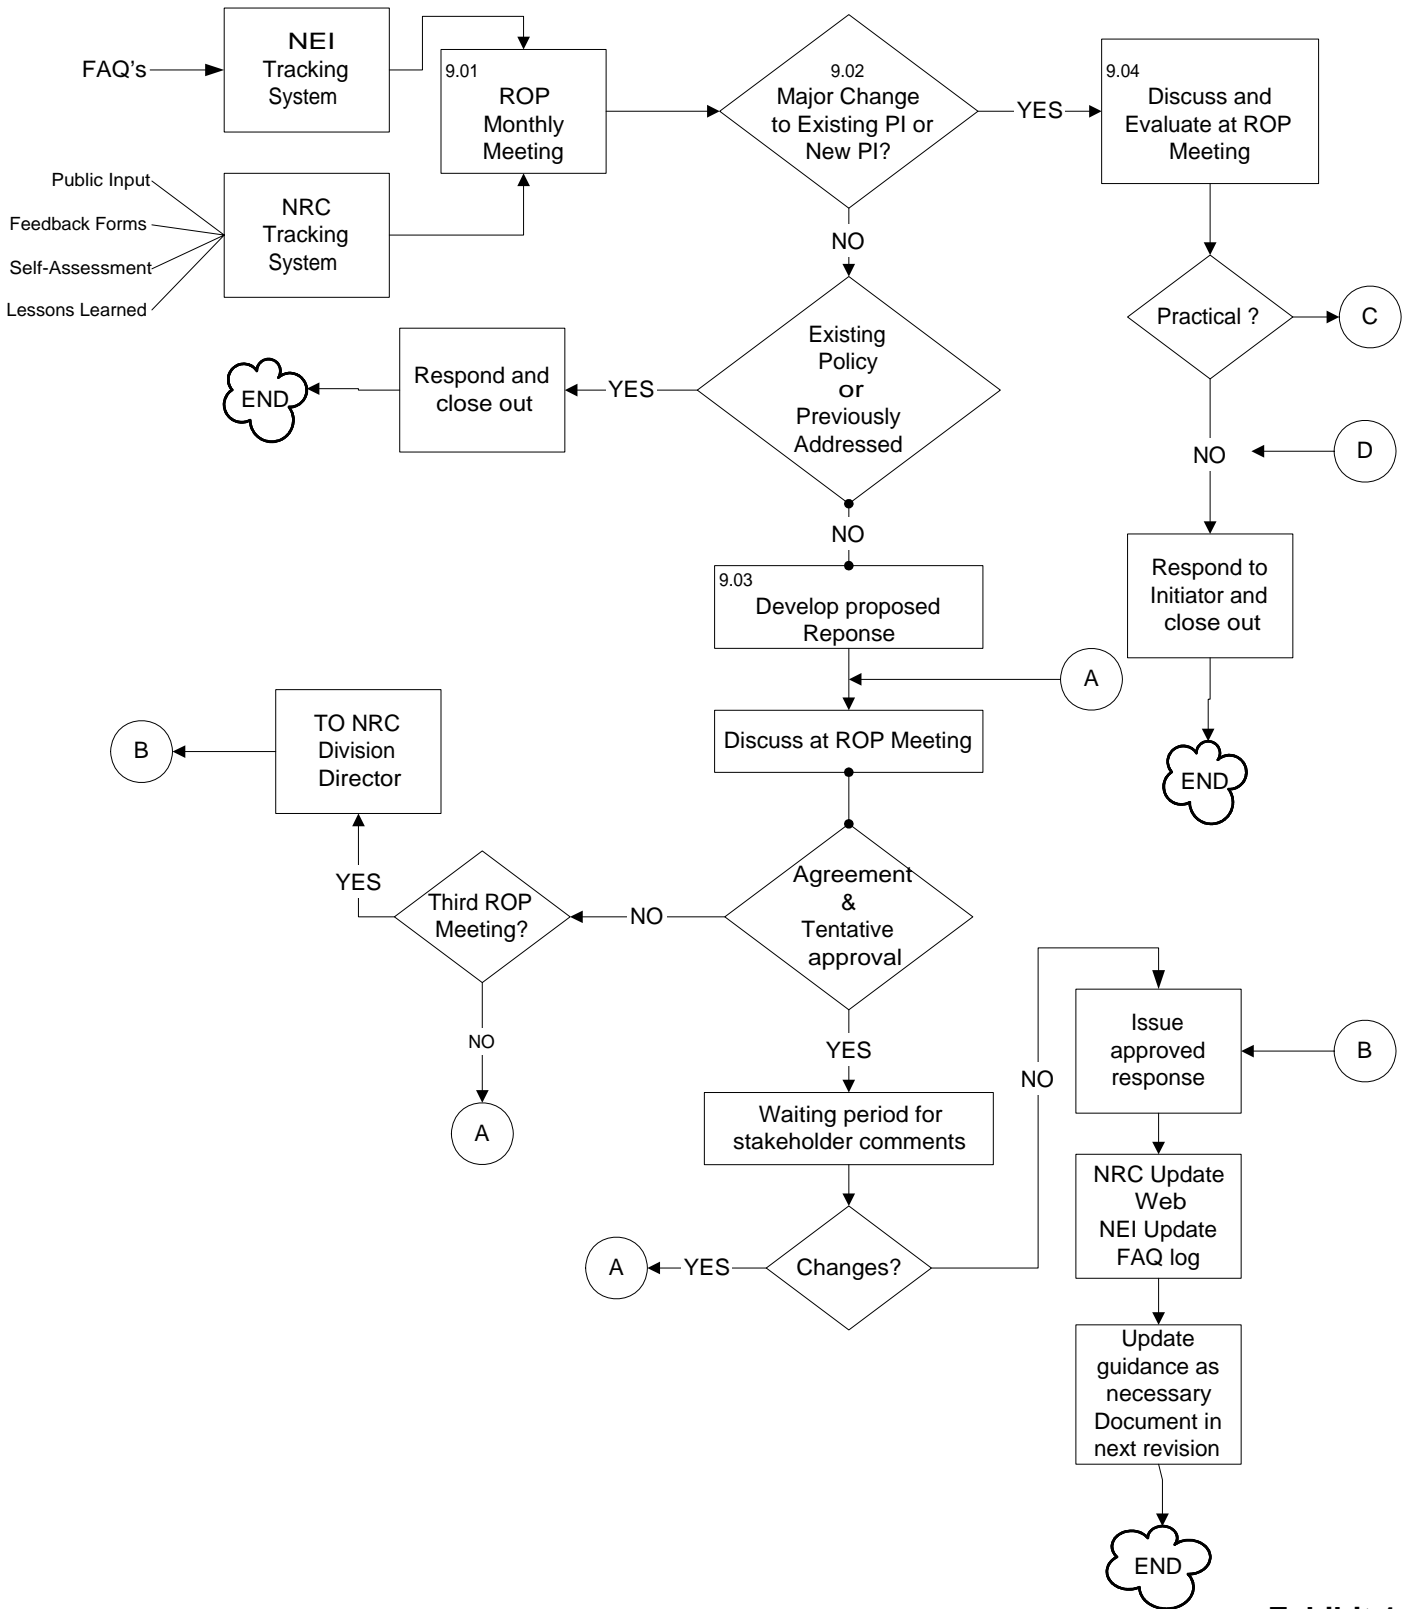 FAQ's
NEI
Tracking
System
9.01
ROP
Monthly
Meeting
9.02
Major Change
to Existing PI or
New PI?
YES
9.04
Discuss and
Evaluate at ROP
Meeting
Public Input
Feedback Forms
Self-Assessment
Lessons Learned
NRC
Tracking
System
NO
Practical ?
C
END
Respond and
close out
YES
Existing
Policy
or
Previously
Addressed
NO
D
NO
9.03
Develop proposed
Reponse
Respond to
Initiator and
close out
A
B
TO NRC
Division
Director
Discuss at ROP Meeting
END
YES
Third ROP
Meeting?
NO
Agreement
&
Tentative
approval
NO
A
YES
NO
Issue
approved
response
B
Waiting period for
stakeholder comments
A
YES
Changes?
NRC Update
Web
NEI Update
FAQ log
Update
guidance as
necessary
Document in
next revision
END